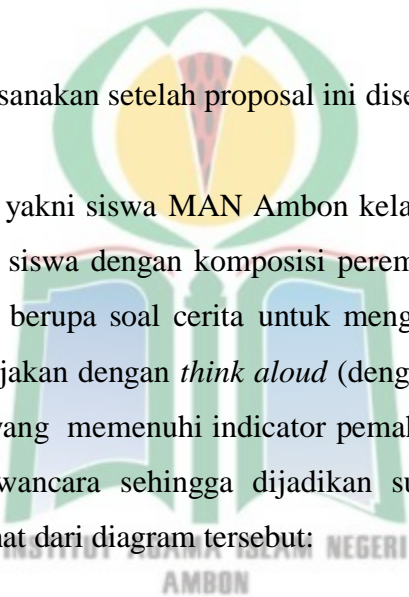 sanakan setelah proposal ini dise
yakni siswa MAN Ambon kela
siswa dengan komposisi perem
berupa soal cerita untuk meng
jakan dengan think aloud (deng
yang memenuhi indicator pemal
wancara sehingga dijadikan su
at dari diagram tersebut:
INSTITUT AGAMA ISLAM NEGERI
AMBON